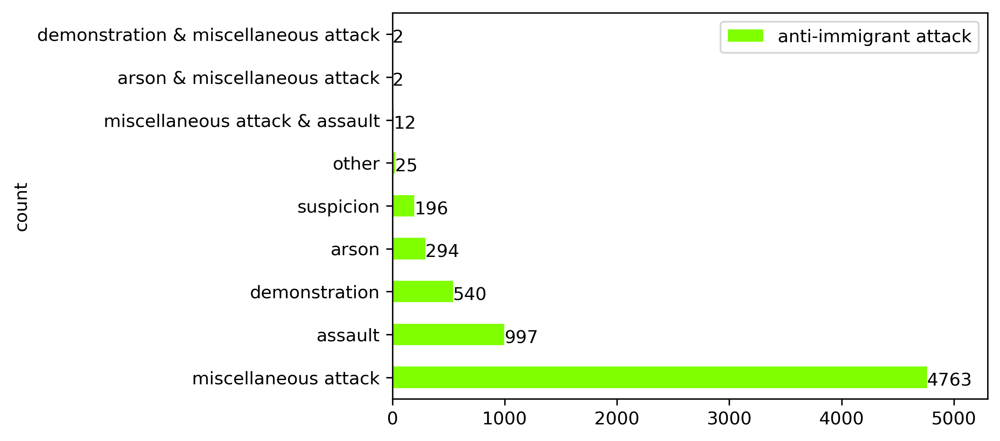 demonstration & miscellaneous attack 2
anti-immigrant attack
arson & miscellaneous attack 2
miscellaneous attack & assault 12
other 25
suspicion 196
arson 294
demonstration 540
assault 997
miscellaneous attack 4763
count
0 1000 2000 3000 4000 5000